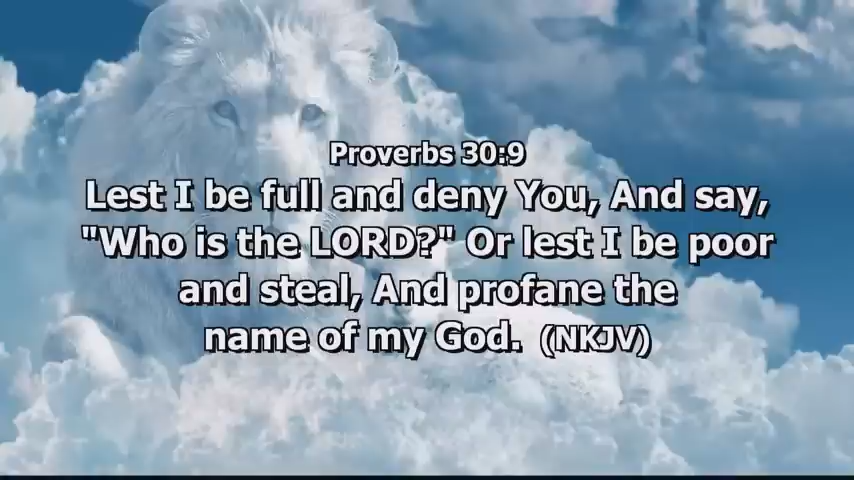 Proverbs 30:9
Lest I be full and deny You, And say,
"Who is the LORD?" Or lest I be poor
and steal, And profane the
name of my God. (NKJV)